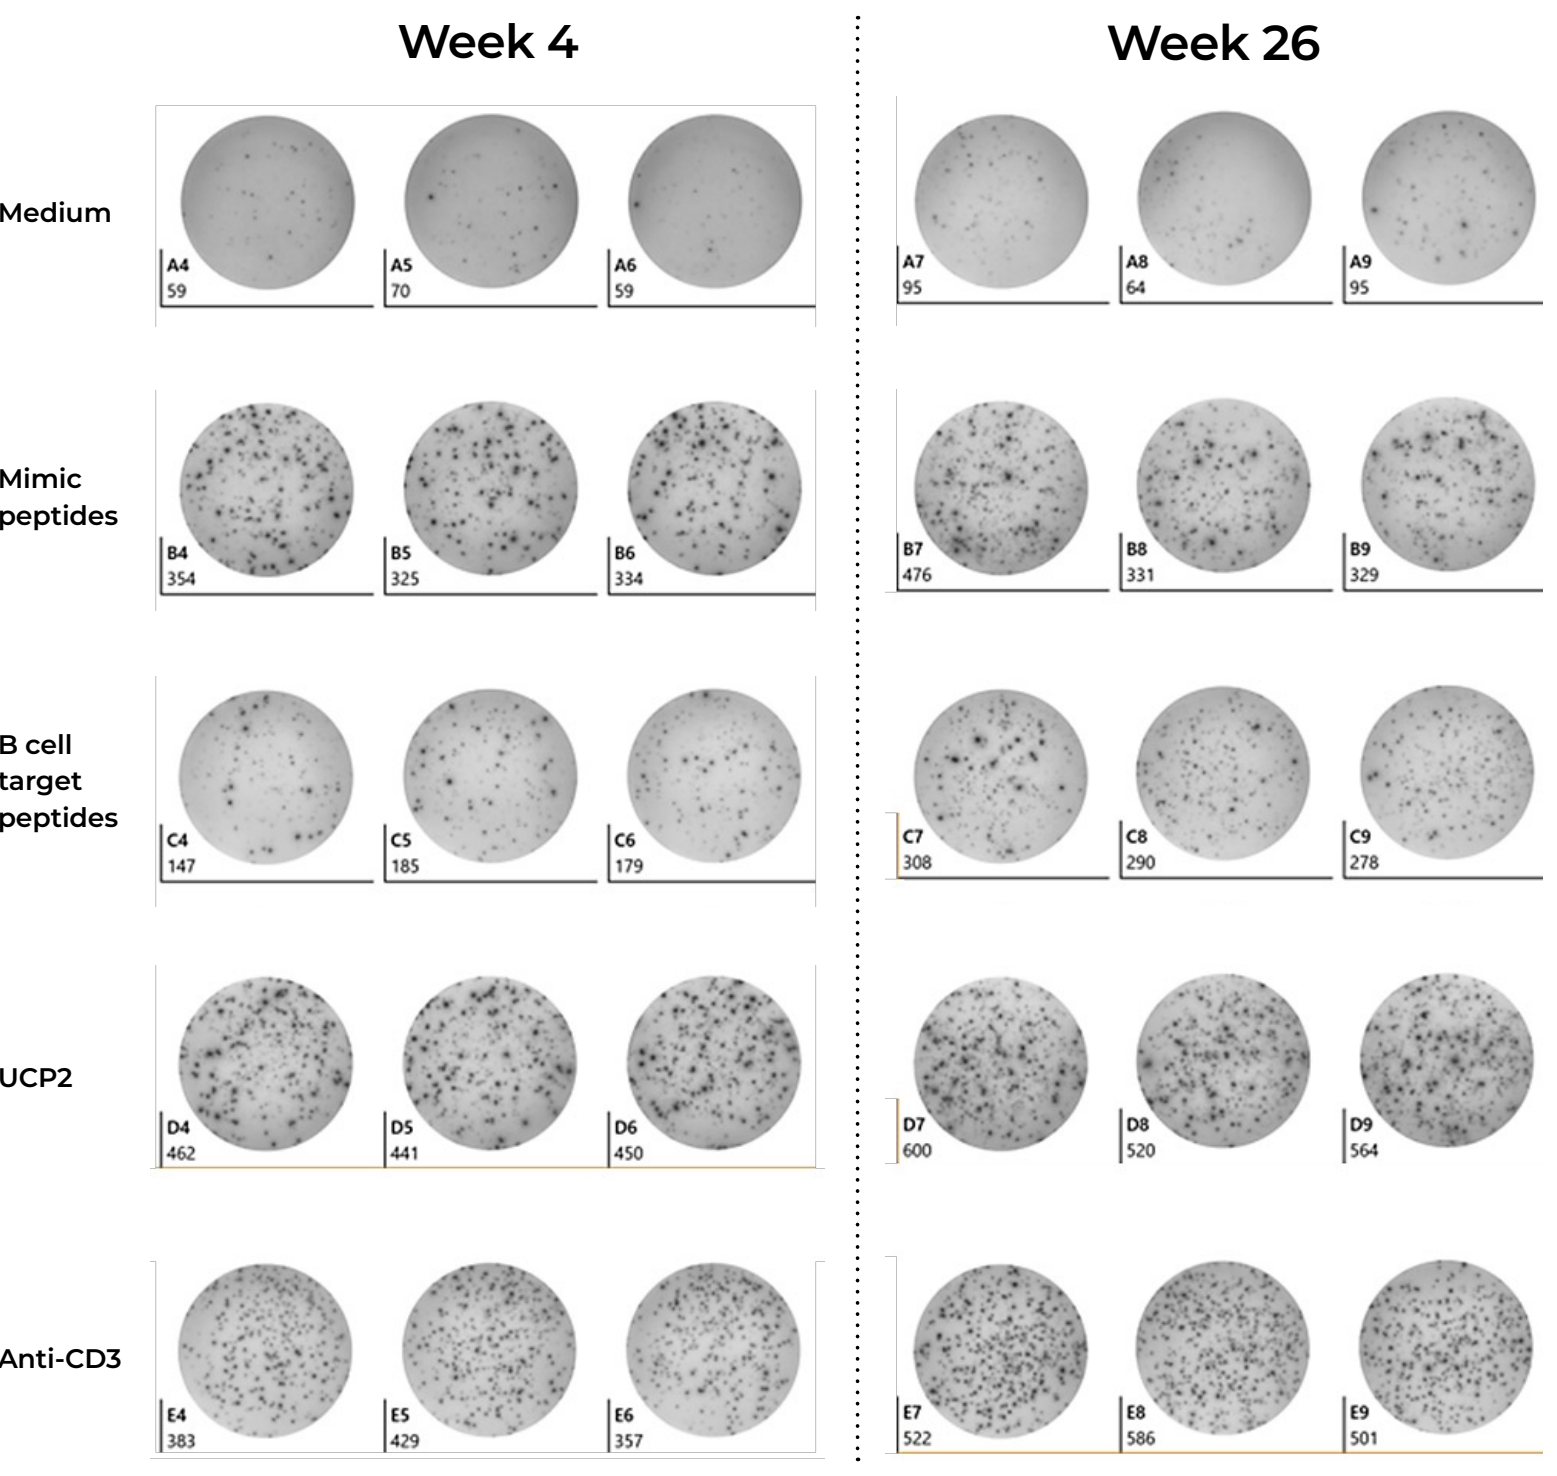 Week 4
Week 26
Medium
A4
59
A5
70
A6
59
A7
95
A8
64
A9
95
Mimic
peptides
B4
354
B5
325
B6
334
B7
476
B8
331
B9
329
B cell
target
peptides
C4
147
C5
185
C6
179
C7
308
C8
290
C9
278
UCP2
D4
462
D5
441
D6
450
D7
600
D8
520
D9
564
Anti-CD3
E4
383
E5
429
E6
357
E7
522
E8
586
E9
501